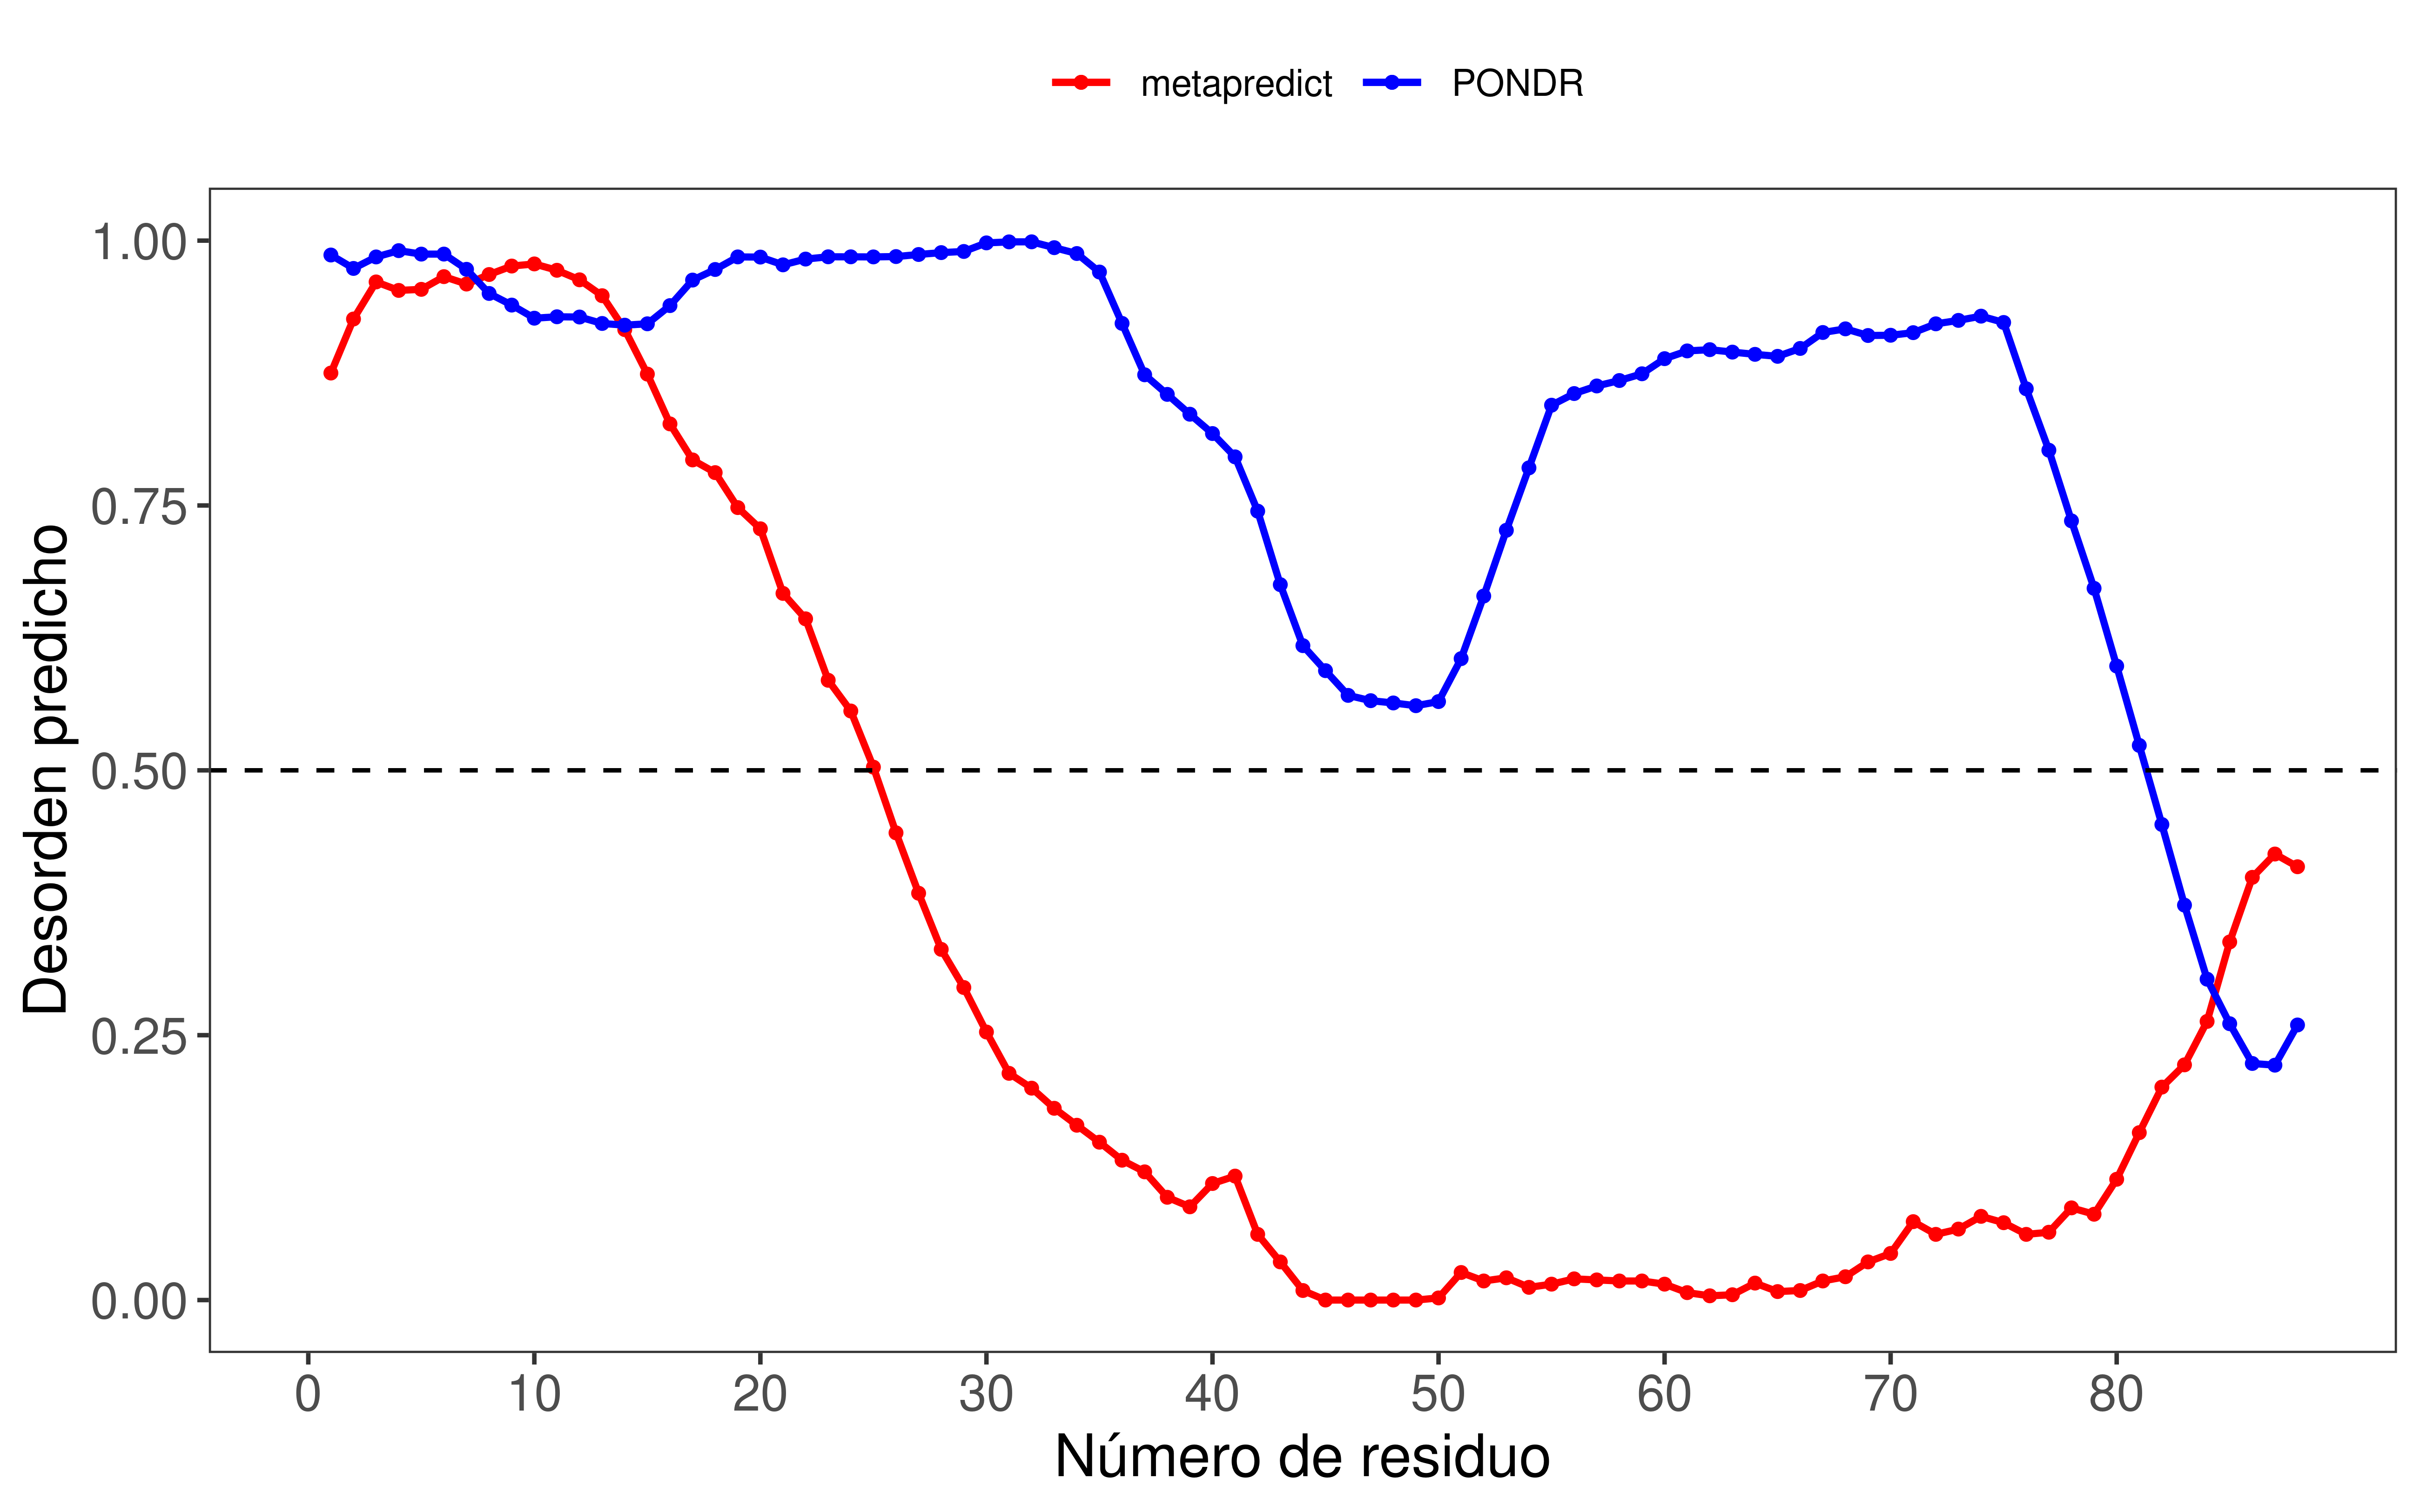 metapredict PONDR
1.00
0.75
0.50
0.25
0.00
Desorden predicho
0 10 20 30 40 50 60 70 80
Número de residuo